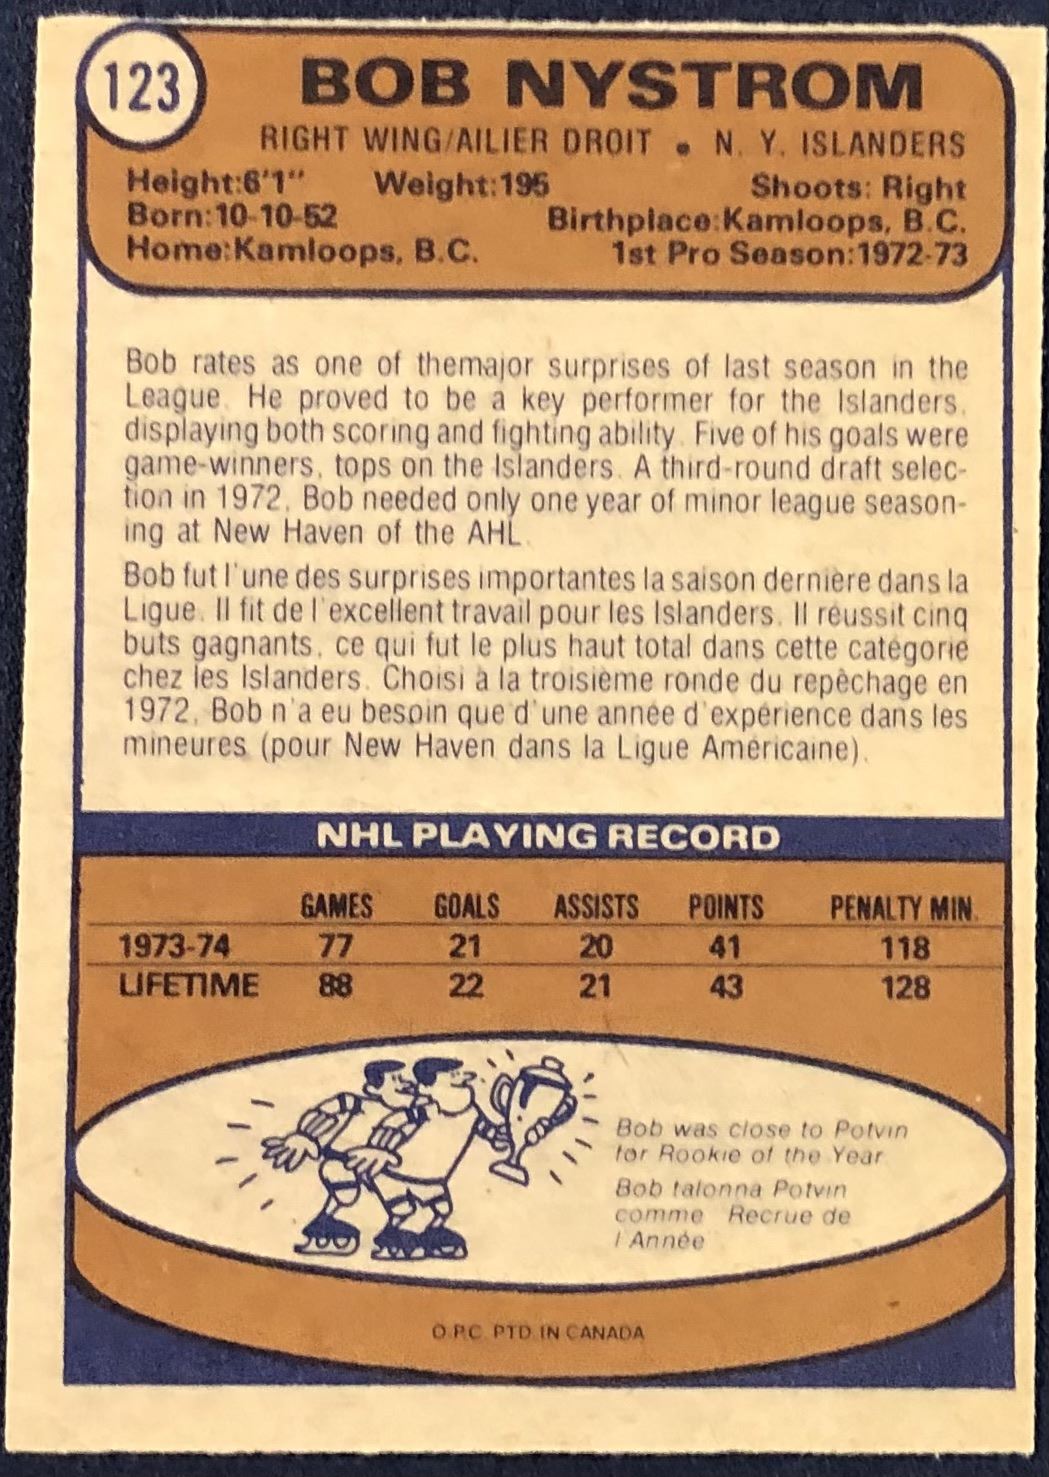 123
BOB NYSTROM
RIGHT WING/AILIER DROIT • N. Y. ISLANDERS
Height:6'1" Weight:195 Shoots: Right
Born:10-10-52 Birthplace:Kamloops, B.C.
Home:Kamloops, B.C. 1st Pro Season:1972-73
Bob rates as one of themajor surprises of last season in the
League. He proved to be a key performer for the Islanders,
displaying both scoring and fighting ability. Five of his goals were
game-winners, tops on the Islanders. A third-round draft selec-
tion in 1972, Bob needed only one year of minor league season-
ing at New Haven of the AHL.
Bob fut l'une des surprises importantes la saison dernière dans la
Ligue. Il fit de l'excellent travail pour les Islanders. Il réussit cinq
buts gagnants, ce qui fut le plus haut total dans cette catégorie
chez les Islanders. Choisi à la troisième ronde du repêchage en
1972, Bob n'a eu besoin que d'une année d'expérience dans les
mineures (pour New Haven dans la Ligue Américaine).
NHL PLAYING RECORD
GAMES GOALS ASSISTS POINTS PENALTY MIN.
1973-74 77 21 20 41 118
LIFETIME 88 22 21 43 128
Bob was close to Potvin
for Rookie of the Year
Bob talonna Potvin
comme Recrue de
l'Année
O.P.C. PTD. IN CANADA